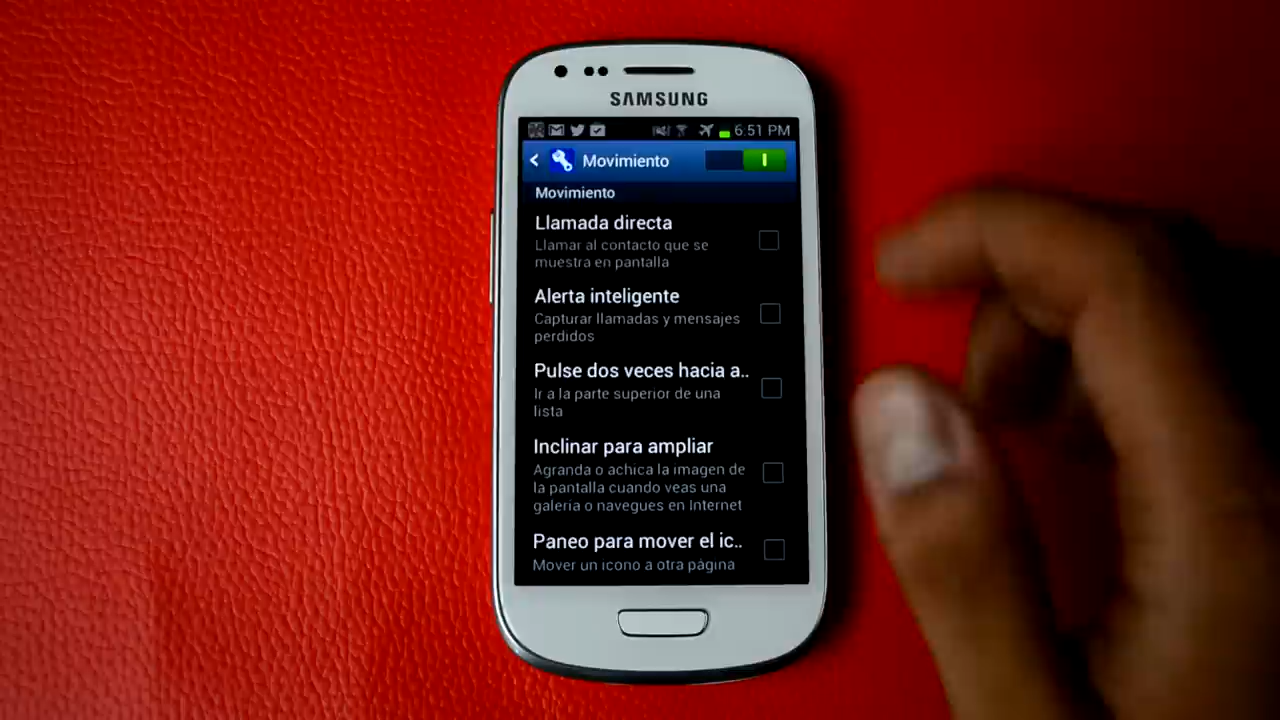 SAMSUNG
6:51 PM
Movimiento
Movimiento
Llamada directa
Llamar al contacto que se
muestra en pantalla
Alerta inteligente
Capturar llamadas y mensajes
perdidos
Pulse dos veces hacia a..
Ir a la parte superior de una
lista
Inclinar para ampliar
Agranda o achica la imagen de
la pantalla cuando veas una
galeria o navegues en Internet
Paneo para mover el ic..
Mover un icono a otra página